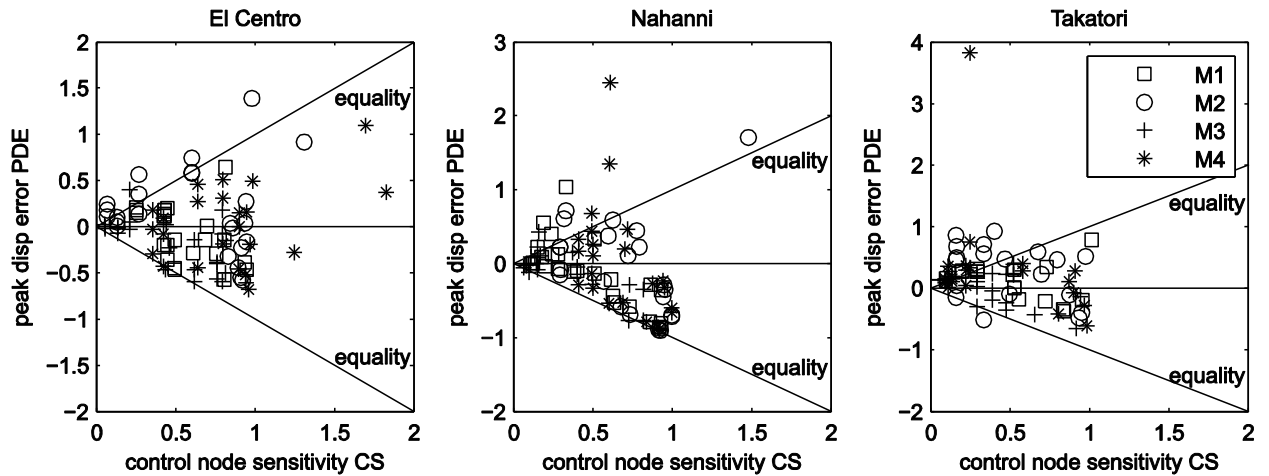 El Centro
2
1.5
1
0.5
0
−0.5
−1
−1.5
−2
0 0.5 1 1.5 2
peak disp error PDE
control node sensitivity CS
equality
equality
Nahanni
3
2
1
0
−1
−2
0 0.5 1 1.5 2
peak disp error PDE
control node sensitivity CS
equality
equality
Takatori
4
3
2
1
0
−1
−2
0 0.5 1 1.5 2
peak disp error PDE
control node sensitivity CS
M1
M2
M3
M4
equality
equality